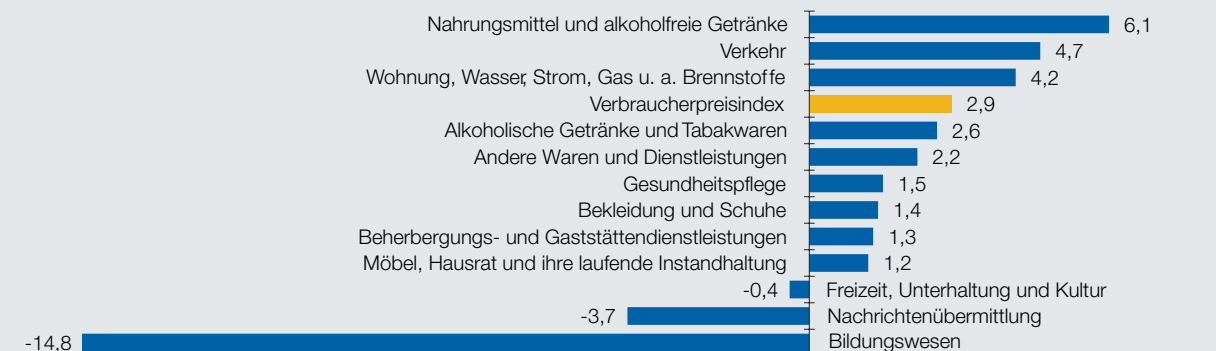 Nahrungsmittel und alkoholfreie Getränke 6,1
Verkehr 4,7
Wohnung, Wasser, Strom, Gas u. a. Brennstoffe 4,2
Verbraucherpreisindex 2,9
Alkoholische Getränke und Tabakwaren 2,6
Andere Waren und Dienstleistungen 2,2
Gesundheitspflege 1,5
Bekleidung und Schuhe 1,4
Beherbergungs- und Gaststättendienstleistungen 1,3
Möbel, Hausrat und ihre laufende Instandhaltung 1,2
-0,4 Freizeit, Unterhaltung und Kultur
-3,7 Nachrichtenübermittlung
-14,8 Bildungswesen